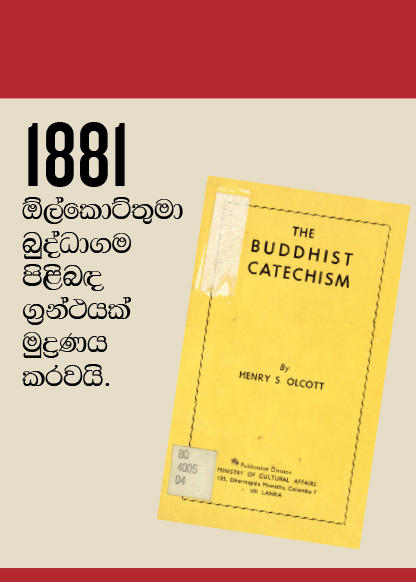 1881
ඕල්කොට්තුමා
බුද්ධාගම
පිළිබඳ
ග්‍රන්ථයක්
මුද්‍රණය
කරවයි.
THE
BUDDHIST
CATECHISM
By
HENRY S OLCOTT
BQ
4005
04
Publication Division
MINISTRY OF CULTURAL AFFAIRS
135, Dharmapala Mawatha, Colombo 7
SRI LANKA